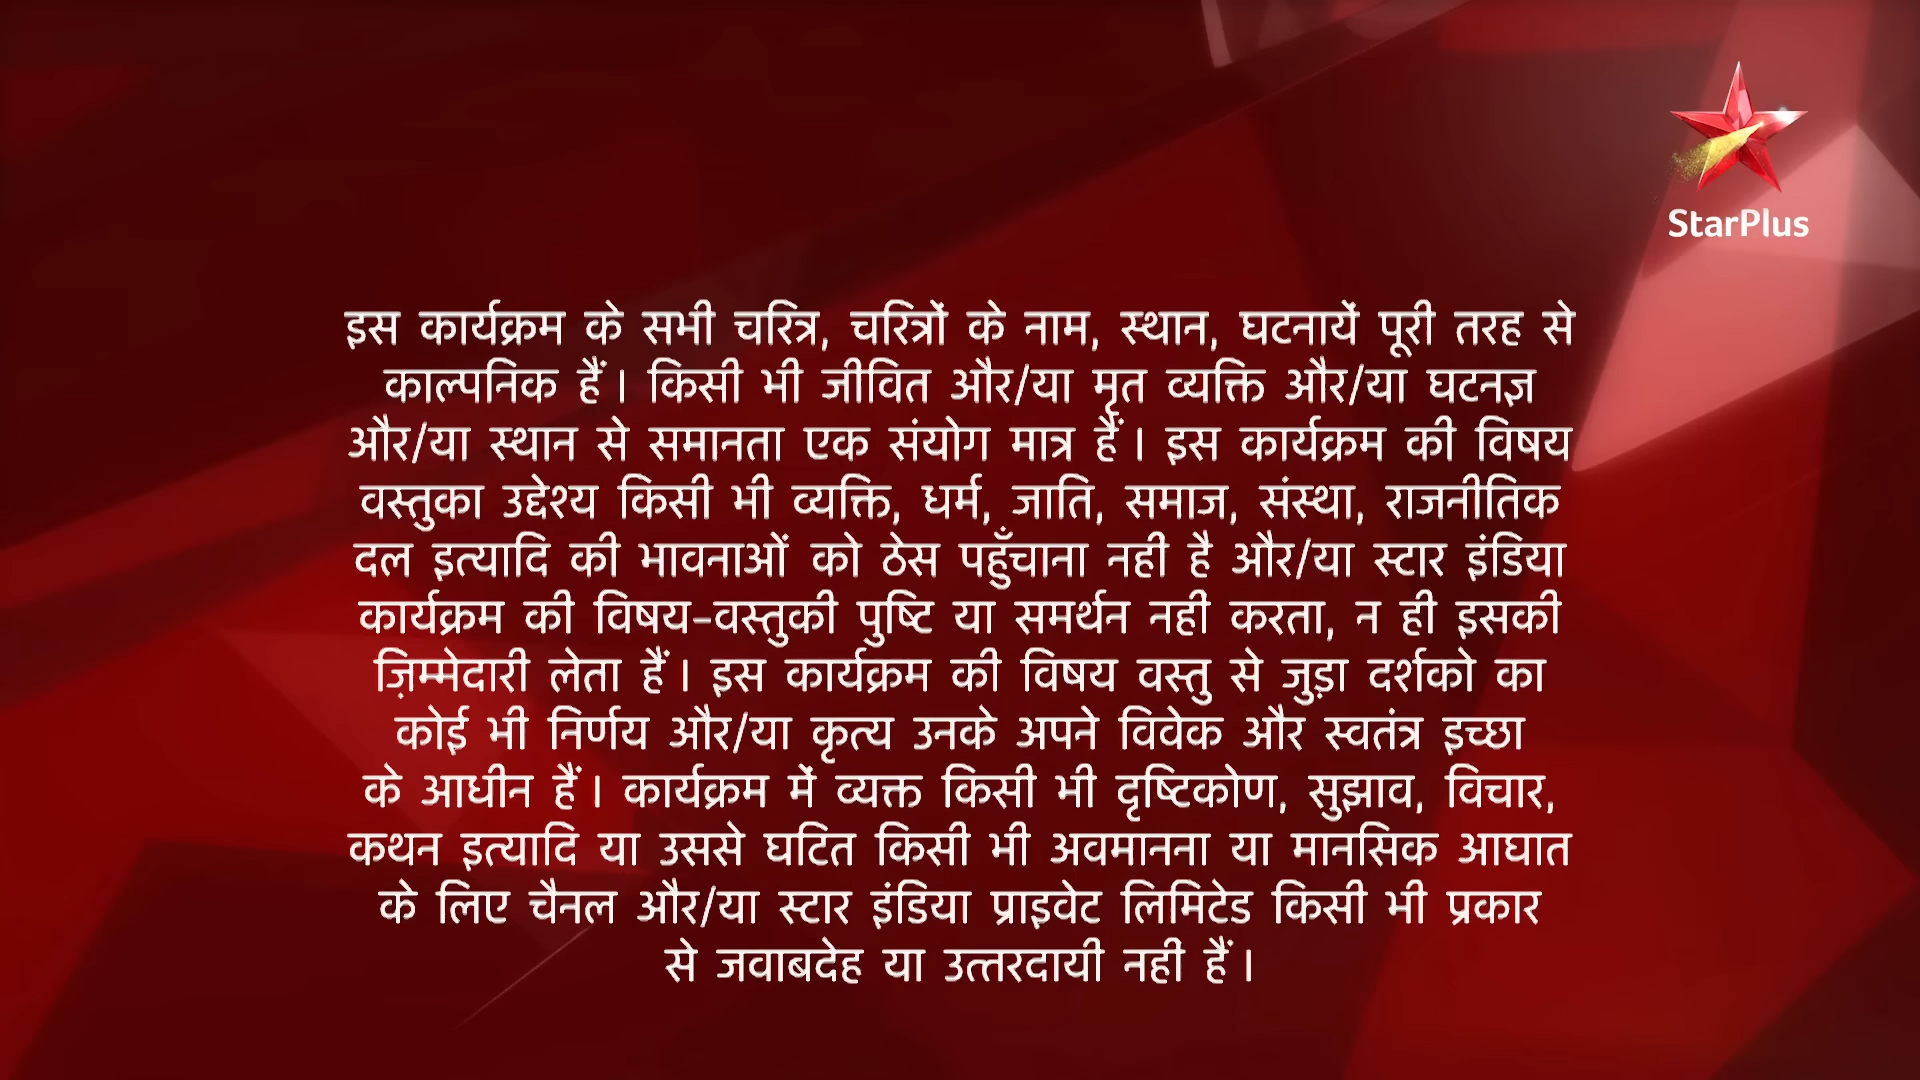 StarPlus
इस कार्यक्रम के सभी चरित्र, चरित्रों के नाम, स्थान, घटनायें पूरी तरह से
काल्पनिक हैं। किसी भी जीवित और/या मृत व्यक्ति और/या घटनज्ञ
और/या स्थान से समानता एक संयोग मात्र हैं। इस कार्यक्रम की विषय
वस्तुका उद्देश्य किसी भी व्यक्ति, धर्म, जाति, समाज, संस्था, राजनीतिक
दल इत्यादि की भावनाओं को ठेस पहुँचाना नही है और/या स्टार इंडिया
कार्यक्रम की विषय-वस्तुकी पुष्टि या समर्थन नही करता, न ही इसकी
ज़िम्मेदारी लेता हैं। इस कार्यक्रम की विषय वस्तु से जुड़ा दर्शको का
कोई भी निर्णय और/या कृत्य उनके अपने विवेक और स्वतंत्र इच्छा
के आधीन हैं। कार्यक्रम में व्यक्त किसी भी दृष्टिकोण, सुझाव, विचार,
कथन इत्यादि या उससे घटित किसी भी अवमानना या मानसिक आघात
के लिए चैनल और/या स्टार इंडिया प्राइवेट लिमिटेड किसी भी प्रकार
से जवाबदेह या उत्तरदायी नही हैं।